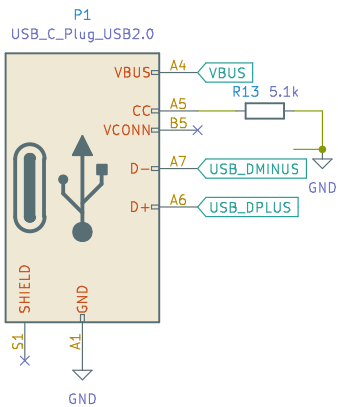 P1
USB_C_Plug_USB2.0
VBUS
A4
VBUS
CC
A5
R13 5.1k
VCONN
B5
D-
A7
USB_DMINUS
GND
D+
A6
USB_DPLUS
SHIELD
GND
S1
A1
GND